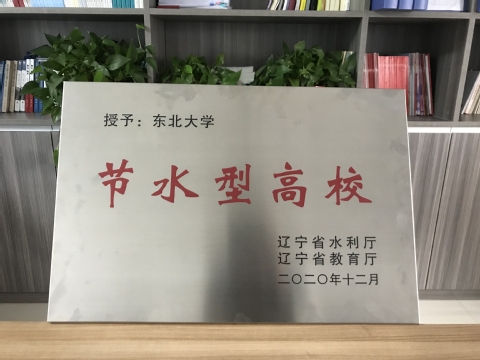 授予：东北大学
节水型高校
辽宁省水利厅
辽宁省教育厅
二〇二〇年十二月